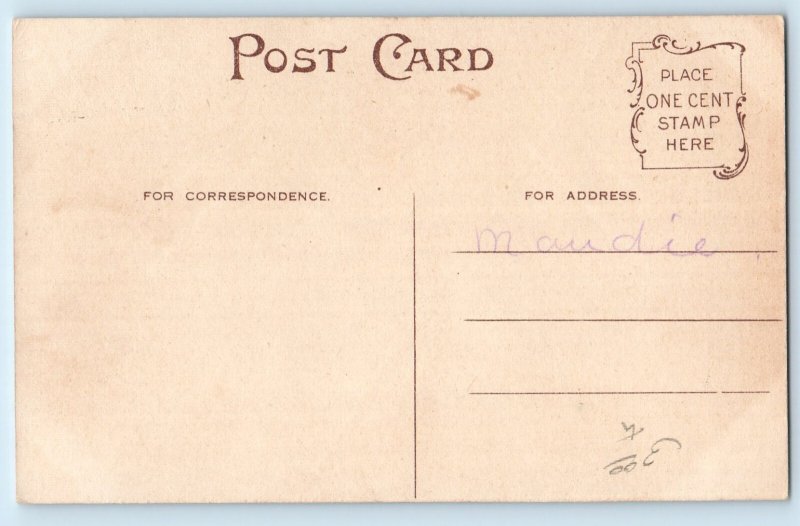 POST CARD
PLACE
ONE CENT
STAMP
HERE
FOR CORRESPONDENCE.
FOR ADDRESS.
Maudie.